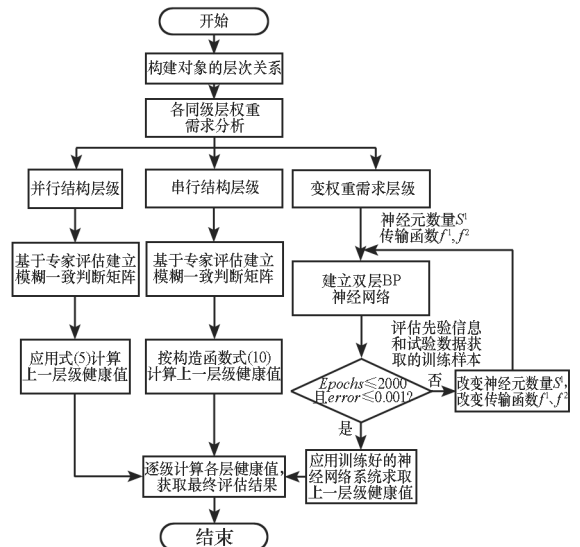 开始
构建对象的层次关系
各同级层权重
需求分析
并行结构层级
串行结构层级
变权重需求层级
神经元数量S¹
传输函数f¹,f²
基于专家评估建立
模糊一致判断矩阵
基于专家评估建立
模糊一致判断矩阵
建立双层BP
神经网络
评估先验信息
和试验数据获
取的训练样本
应用式(5)计算
上一层级健康值
按构造函数式(10)
计算上一层级健康值
Epochs≤2000
且error≤0.001?
否
改变神经元数量S¹,
改变传输函数f¹、f²
是
逐级计算各层健康值,
获取最终评估结果
应用训练好的神
经网络系统求取
上一层级健康值
结束